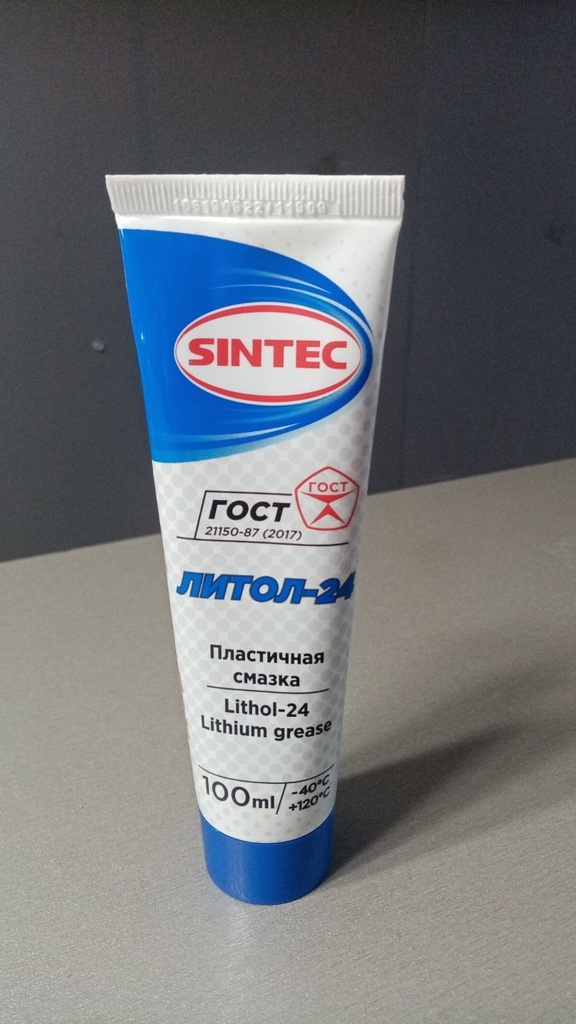 SINTEC
ГОСТ
ГОСТ
21150-87 (2017)
ЛИТОЛ-24
Пластичная
смазка
Lithol-24
Lithium grease
100ml
-40°C
+120°C